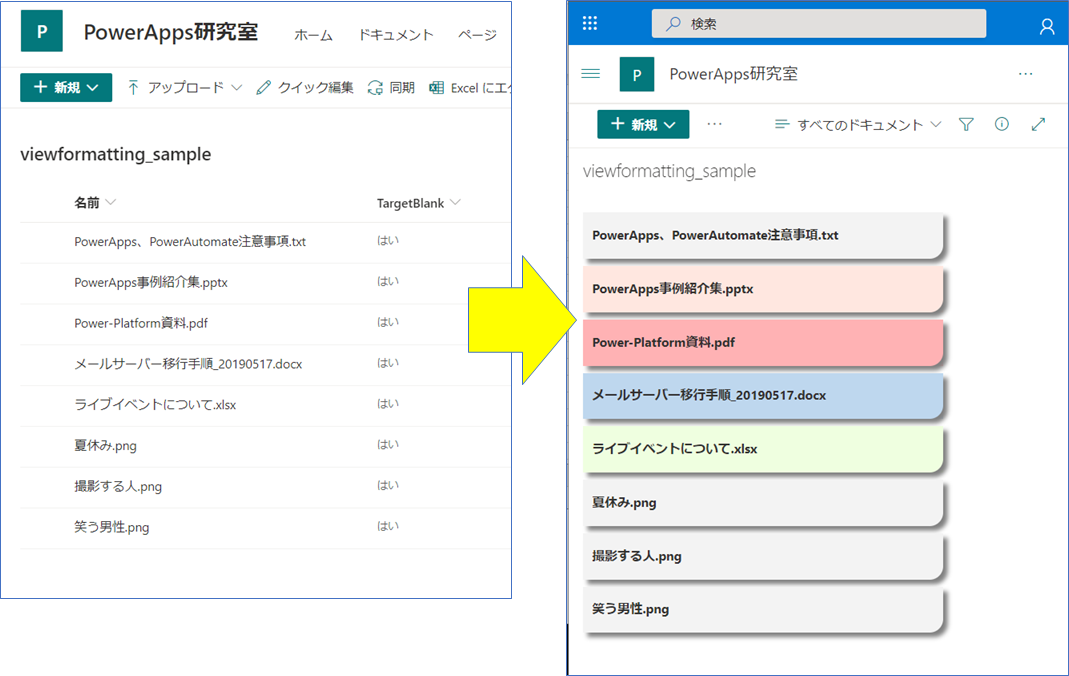 P
PowerApps研究室
ホーム ドキュメント ページ
新規
アップロード
クイック編集
同期
Excel にエク
viewformatting_sample
名前
TargetBlank
PowerApps、PowerAutomate注意事項.txt はい
PowerApps事例紹介集.pptx はい
Power-Platform資料.pdf はい
メールサーバー移行手順_20190517.docx はい
ライブイベントについて.xlsx はい
夏休み.png はい
撮影する人.png はい
笑う男性.png はい
検索
P
PowerApps研究室
新規
すべてのドキュメント
viewformatting_sample
PowerApps、PowerAutomate注意事項.txt
PowerApps事例紹介集.pptx
Power-Platform資料.pdf
メールサーバー移行手順_20190517.docx
ライブイベントについて.xlsx
夏休み.png
撮影する人.png
笑う男性.png